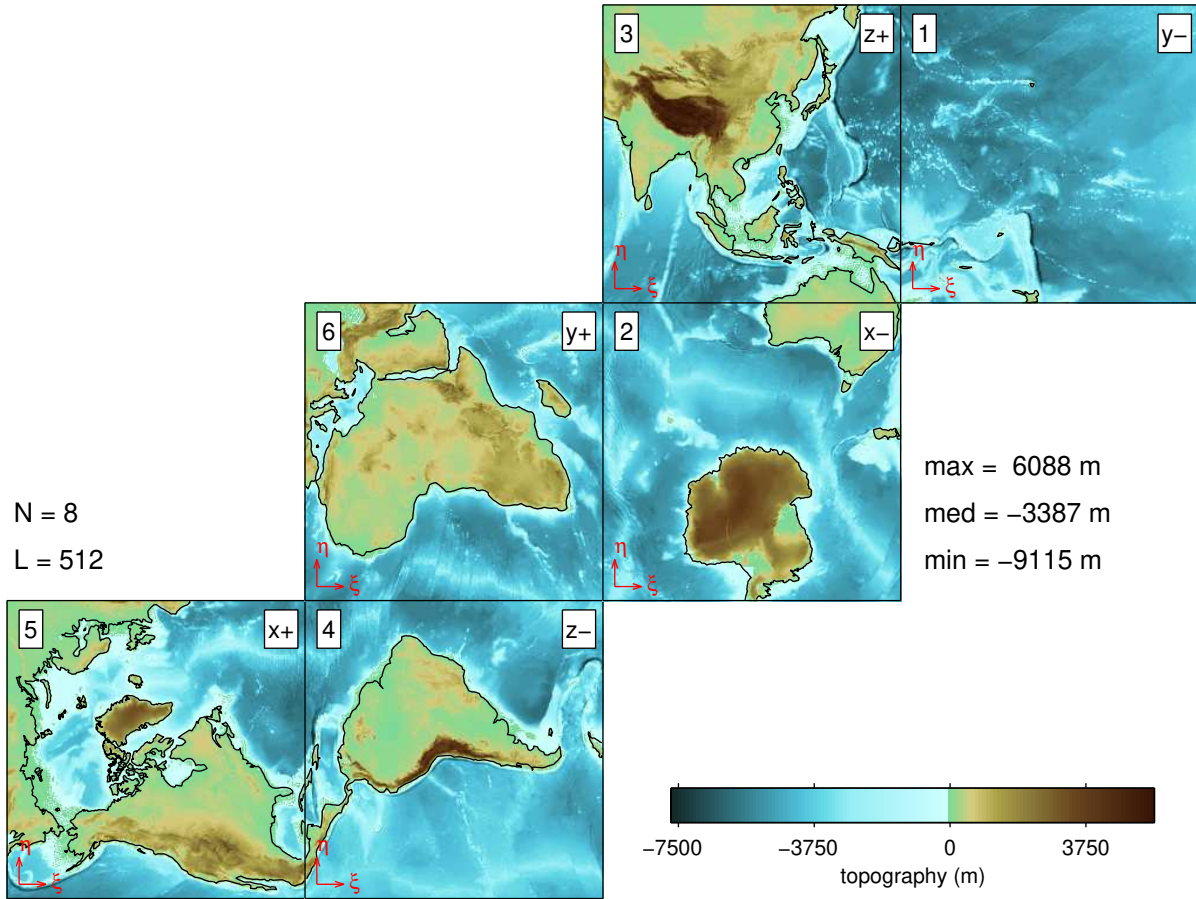 3
z+
1
y−
η
ξ
η
ξ
6
y+
2
x−
max = 6088 m
N = 8
med = −3387 m
L = 512
min = −9115 m
η
ξ
η
ξ
5
x+
4
z−
η
ξ
η
ξ
−7500 −3750 0 3750
topography (m)